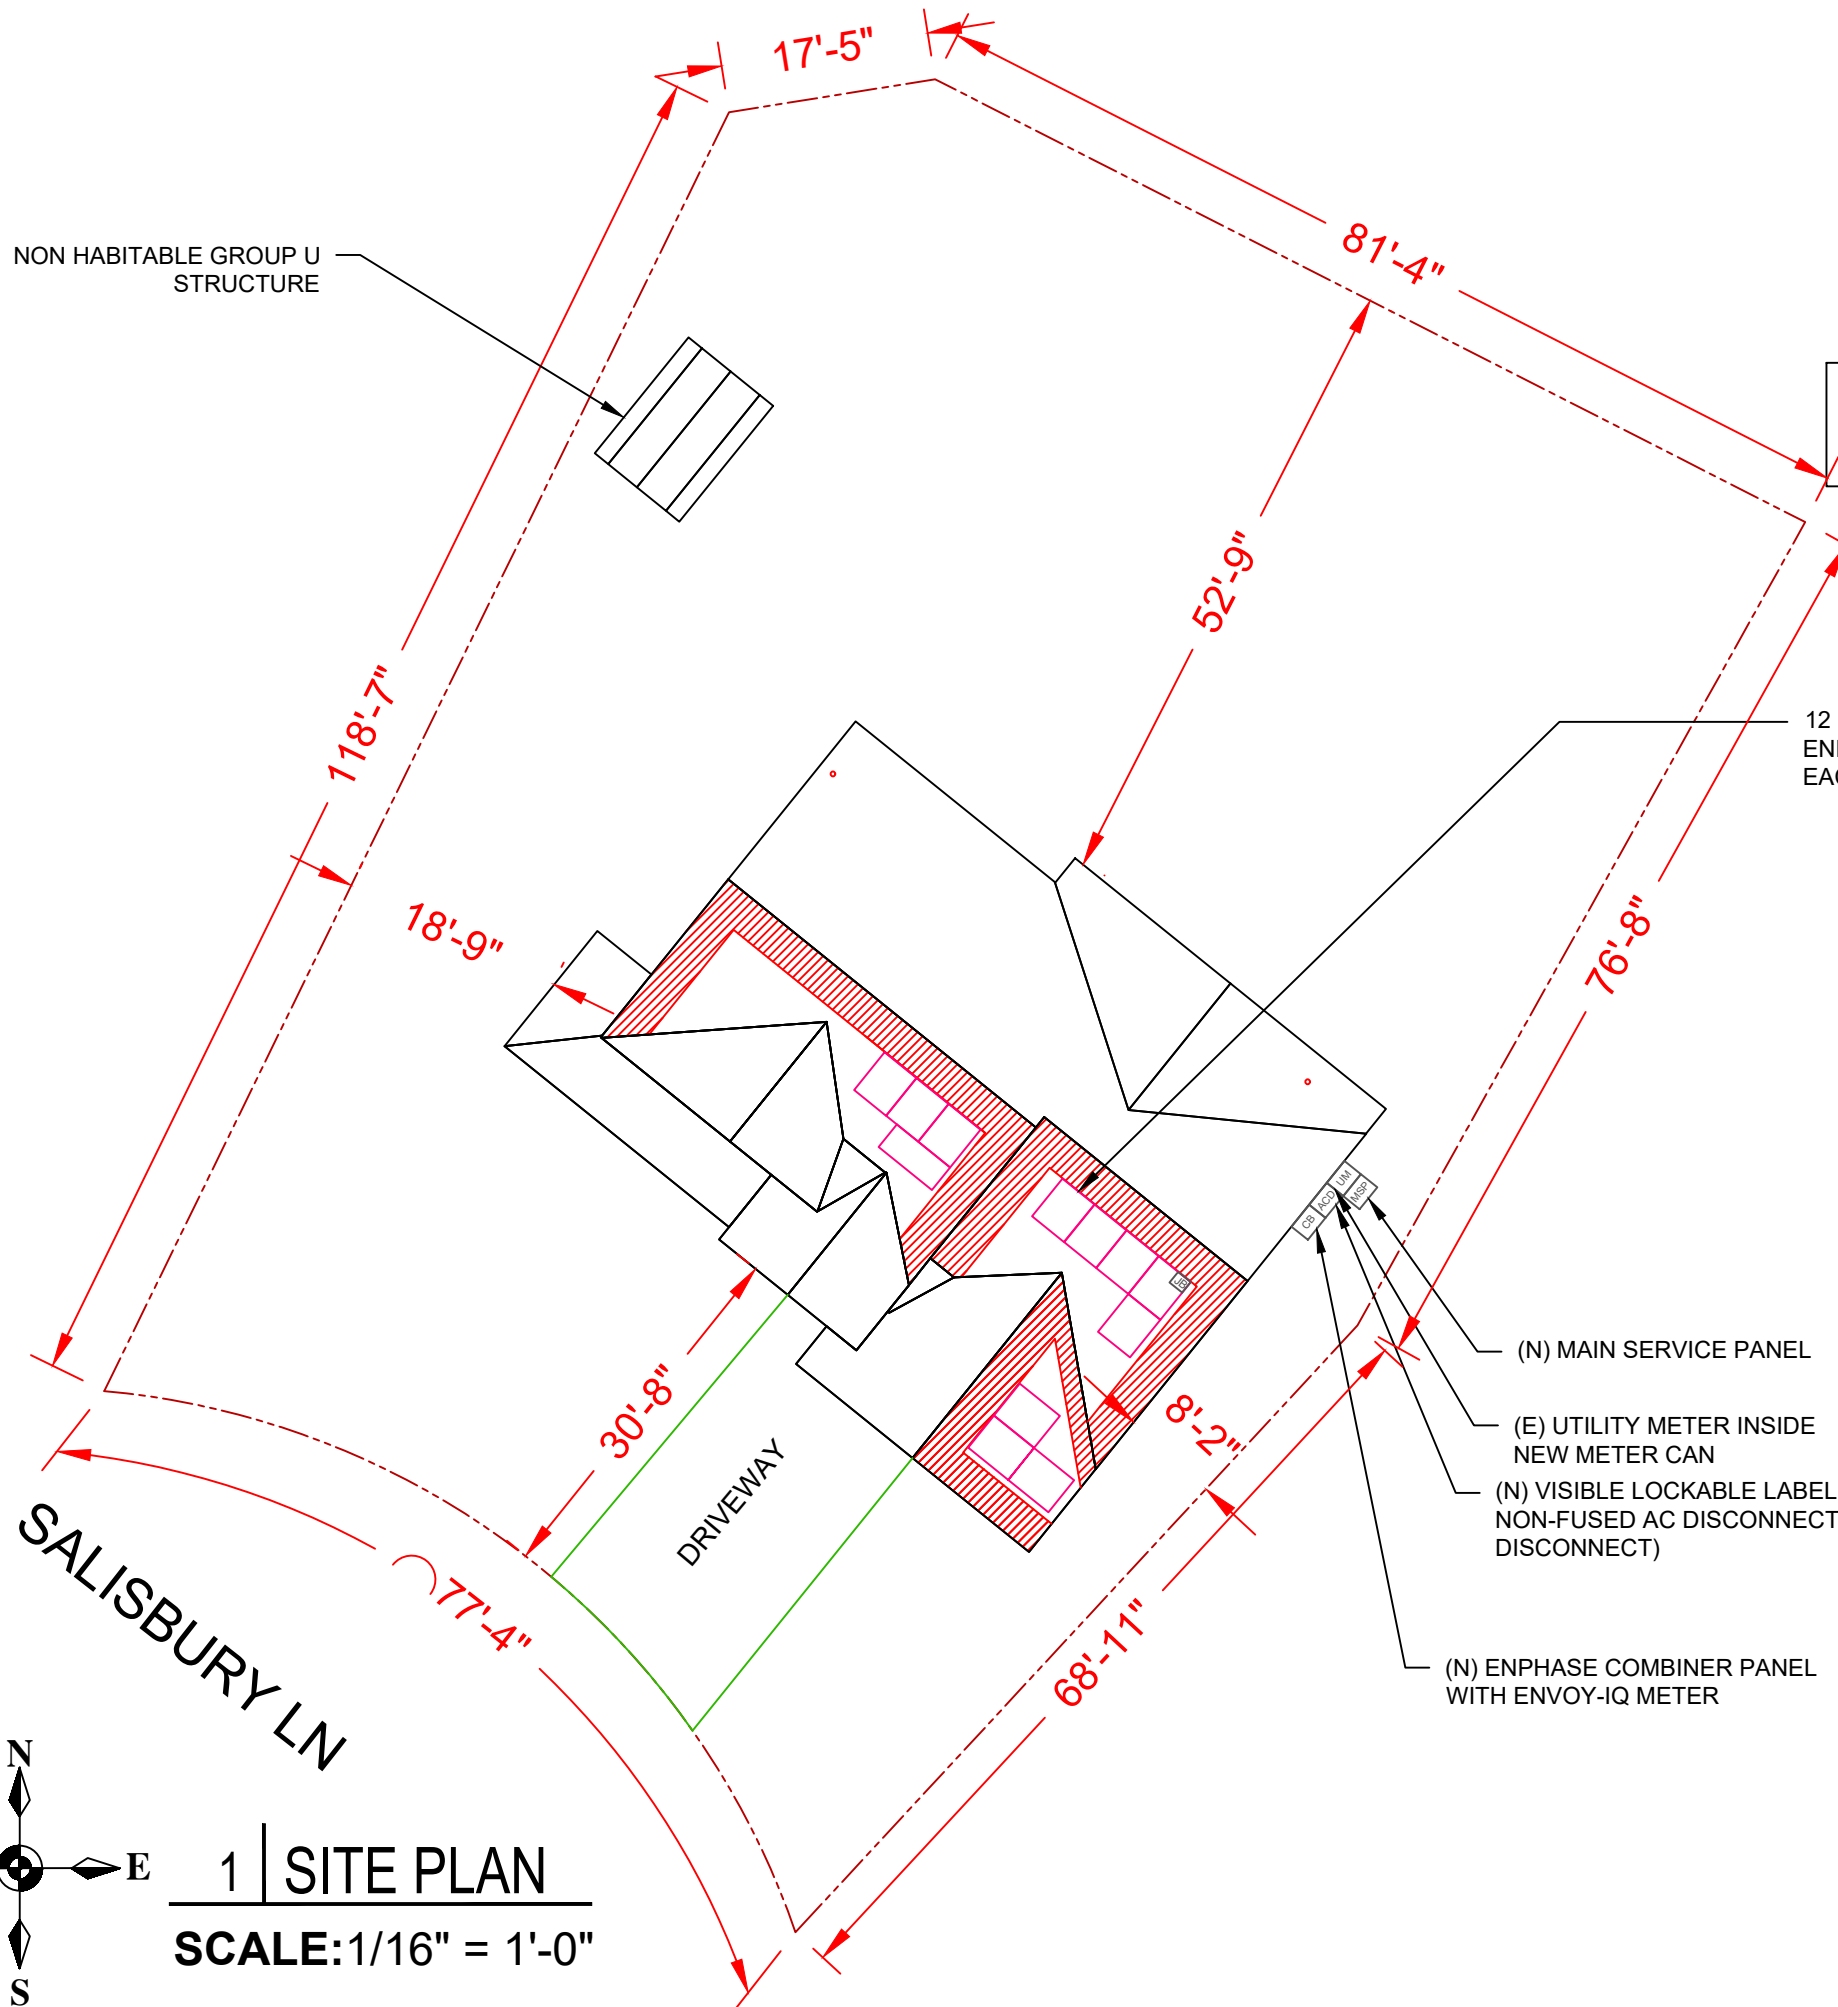 17'-5"
81'-4"
NON HABITABLE GROUP U
STRUCTURE
52'-9"
118'-7"
12
EAC
18'-9"
76'-8"
UM
MSP
ACD
CB
JB
(N) MAIN SERVICE PANEL
30'-8"
8'-2"
(E) UTILITY METER INSIDE
NEW METER CAN
(N) VISIBLE LOCKABLE LABEL
NON-FUSED AC DISCONNECT
DISCONNECT)
DRIVEWAY
77'-4"
SALISBURY LN
68'-11"
(N) ENPHASE COMBINER PANEL
WITH ENVOY-IQ METER
N
E
S
1 SITE PLAN
SCALE:1/16" = 1'-0"